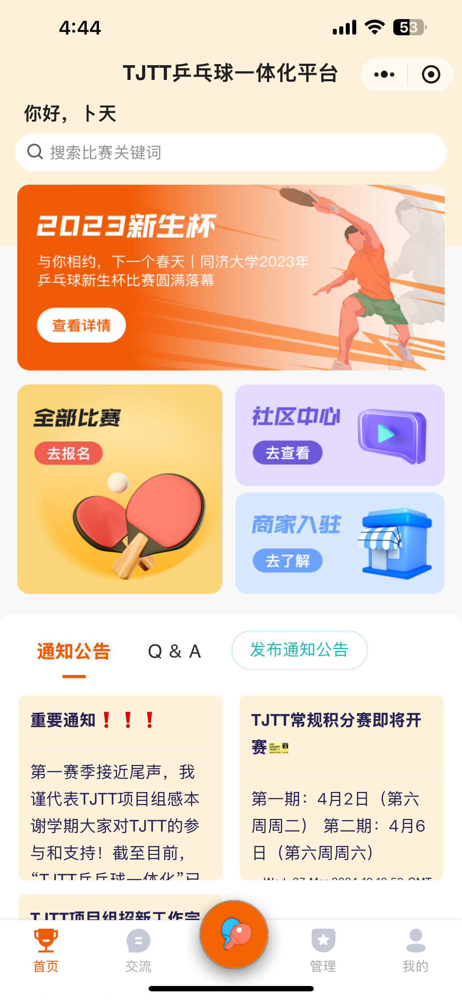 4:44
53
TJTT乒乓球一体化平台
你好，卜天
搜索比赛关键词
2023新生杯
与你相约，下一个春天｜同济大学2023年
乒乓球新生杯比赛圆满落幕
查看详情
全部比赛
去报名
社区中心
去查看
商家入驻
去了解
通知公告
Q & A
发布通知公告
重要通知❗❗❗
第一赛季接近尾声，我
谨代表TJTT项目组感本
谢学期大家对TJTT的参
与和支持！截至目前，
“TJTT乒乓球一体化”已
TJTT常规积分赛即将开
赛🎫
第一期：4月2日（第六
周周二） 第二期：4月6
日（第六周周六）
Wed, 27 Mar 2024 GMT
TJTT项目组招新工作完
首页
交流
管理
我的